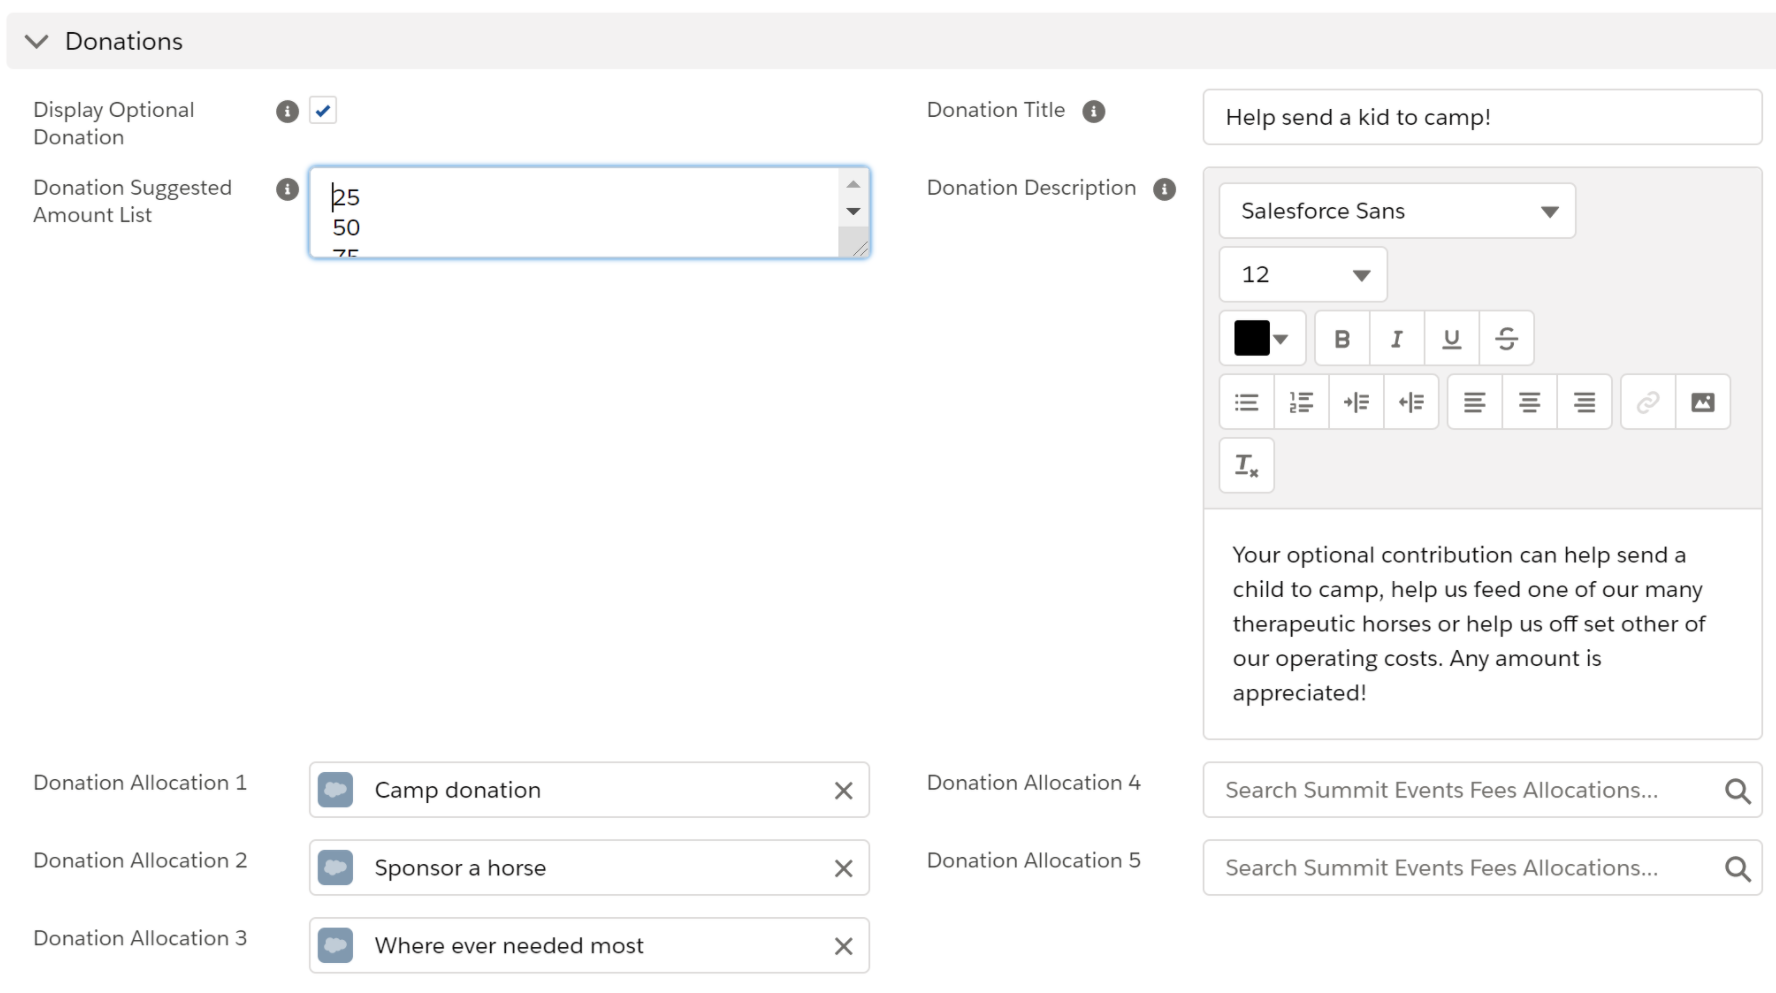 Donations
Display Optional
Donation
Donation Title
Help send a kid to camp!
Donation Suggested
Amount List
25
50
75
Donation Description
Salesforce Sans
12
B I U S
Your optional contribution can help send a
child to camp, help us feed one of our many
therapeutic horses or help us off set other of
our operating costs. Any amount is
appreciated!
Donation Allocation 1
Camp donation
Donation Allocation 4
Search Summit Events Fees Allocations...
Donation Allocation 2
Sponsor a horse
Donation Allocation 5
Search Summit Events Fees Allocations...
Donation Allocation 3
Where ever needed most